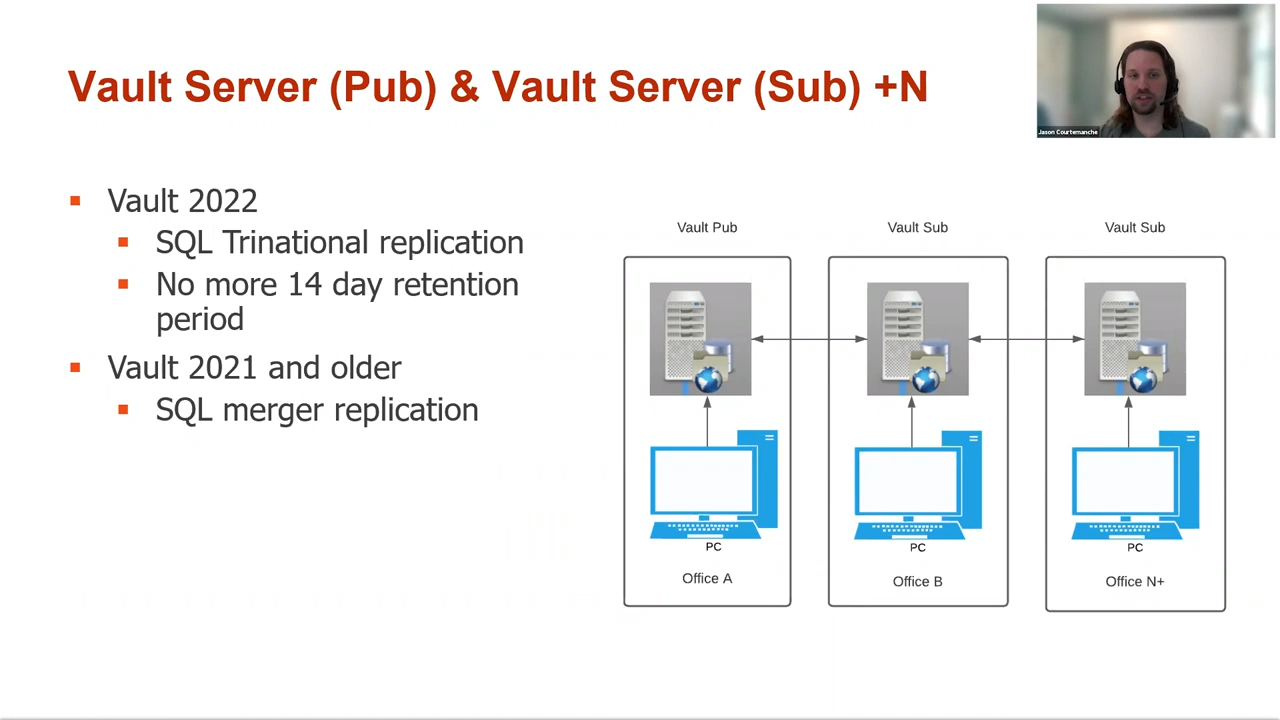 Vault Server (Pub) & Vault Server (Sub) +N
Jason Courtemanche
Vault 2022
SQL Trinational replication
No more 14 day retention
period
Vault 2021 and older
SQL merger replication
Vault Pub
Vault Sub
Vault Sub
PC
PC
PC
Office A
Office B
Office N+